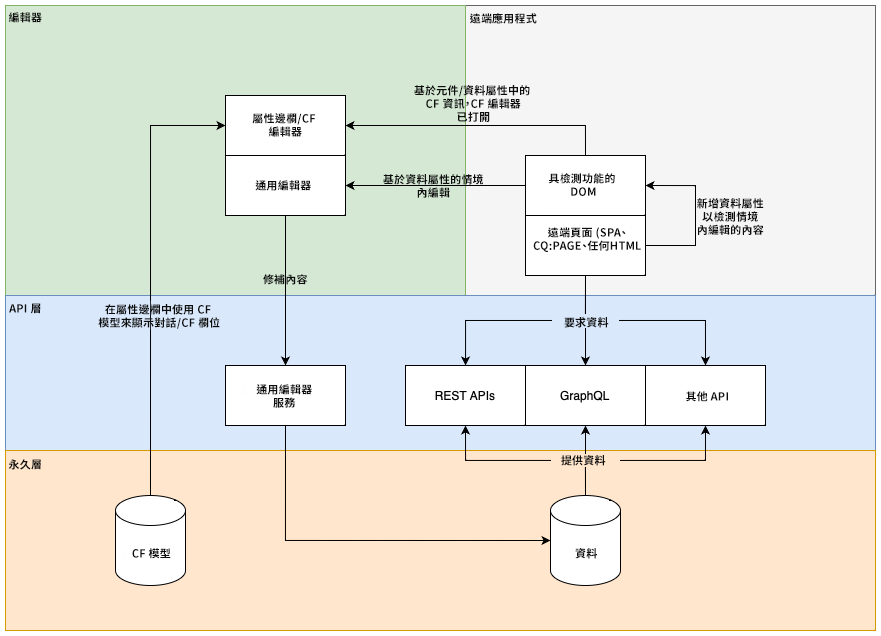 編輯器
遠端應用程式
基於元件/資料屬性中的
CF 資訊,CF 編輯器
已打開
屬性邊欄/CF
編輯器
通用編輯器
基於資料屬性的情境
內編輯
具檢測功能的
DOM
遠端頁面 (SPA、
CQ:PAGE、任何HTML
新增資料屬性
以檢測情境
內編輯的內容
修補內容
API 層
在屬性邊欄中使用 CF
模型來顯示對話/CF 欄位
要求資料
通用編輯器
服務
REST APIs
GraphQL
其他 API
永久層
提供資料
CF 模型
資料